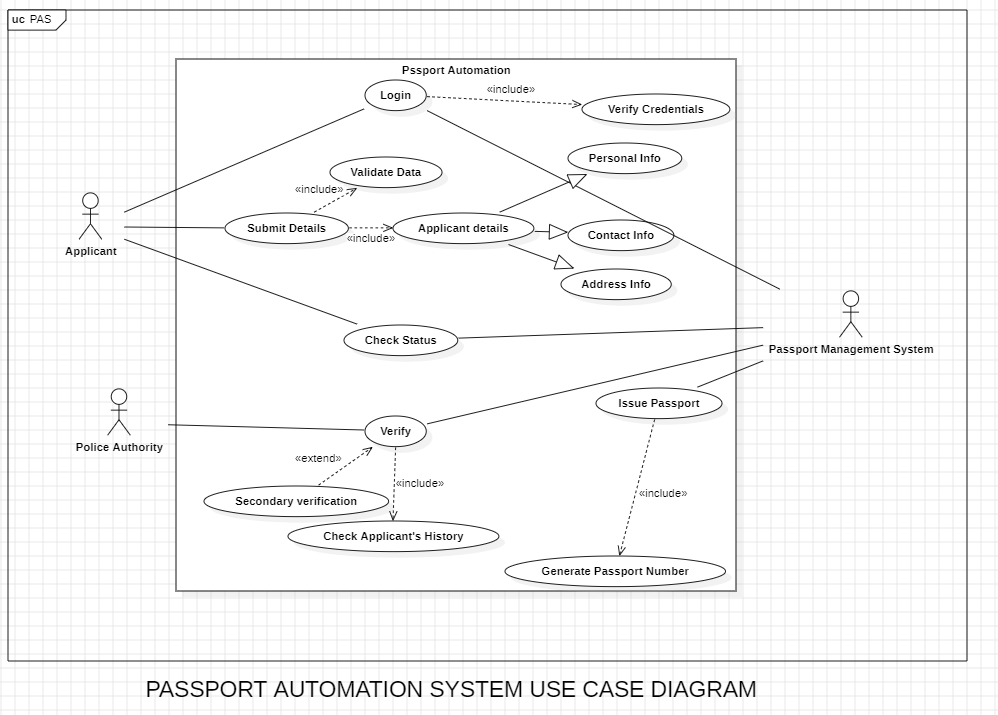 uc PAS
Pssport Automation
Login
«include»
Verify Credentials
Personal Info
Validate Data
«include»
Submit Details
«include»
Applicant details
Contact Info
Applicant
Address Info
Check Status
Passport Management System
Issue Passport
Police Authority
Verify
«extend»
«include»
«include»
Secondary verification
Check Applicant's History
Generate Passport Number
PASSPORT AUTOMATION SYSTEM USE CASE DIAGRAM